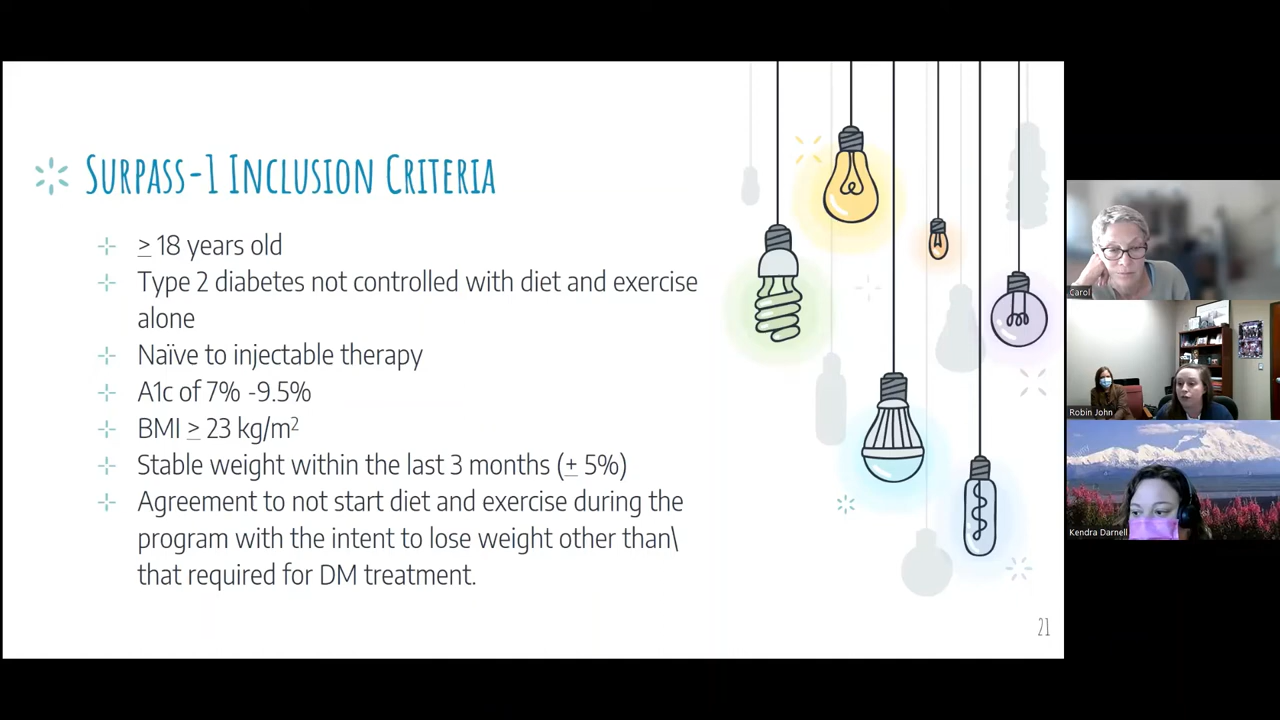 SURPASS-1 INCLUSION CRITERIA
≥ 18 years old
Type 2 diabetes not controlled with diet and exercise
alone
Naïve to injectable therapy
A1c of 7% -9.5%
BMI ≥ 23 kg/m²
Stable weight within the last 3 months (± 5%)
Agreement to not start diet and exercise during the
program with the intent to lose weight other than\
that required for DM treatment.
21
Carol
Robin John
Kendra Darnell